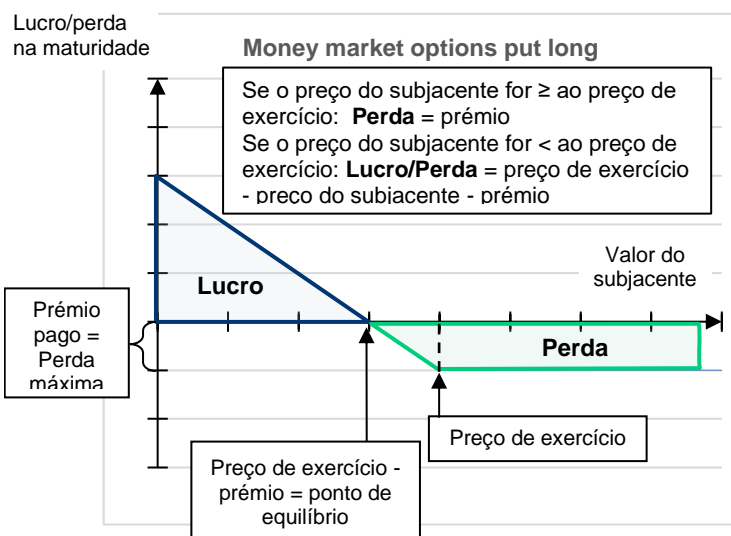 Lucro/perda
na maturidade
Money market options put long
Se o preço do subjacente for ≥ ao preço de
exercício: Perda = prémio
Se o preço do subjacente for < ao preço de
exercício: Lucro/Perda = preço de exercício
- preço do subjacente - prémio
Valor do
subjacente
Lucro
Prémio
pago =
Perda
máxima
Perda
Preço de exercício
Preço de exercício -
prémio = ponto de
equilíbrio